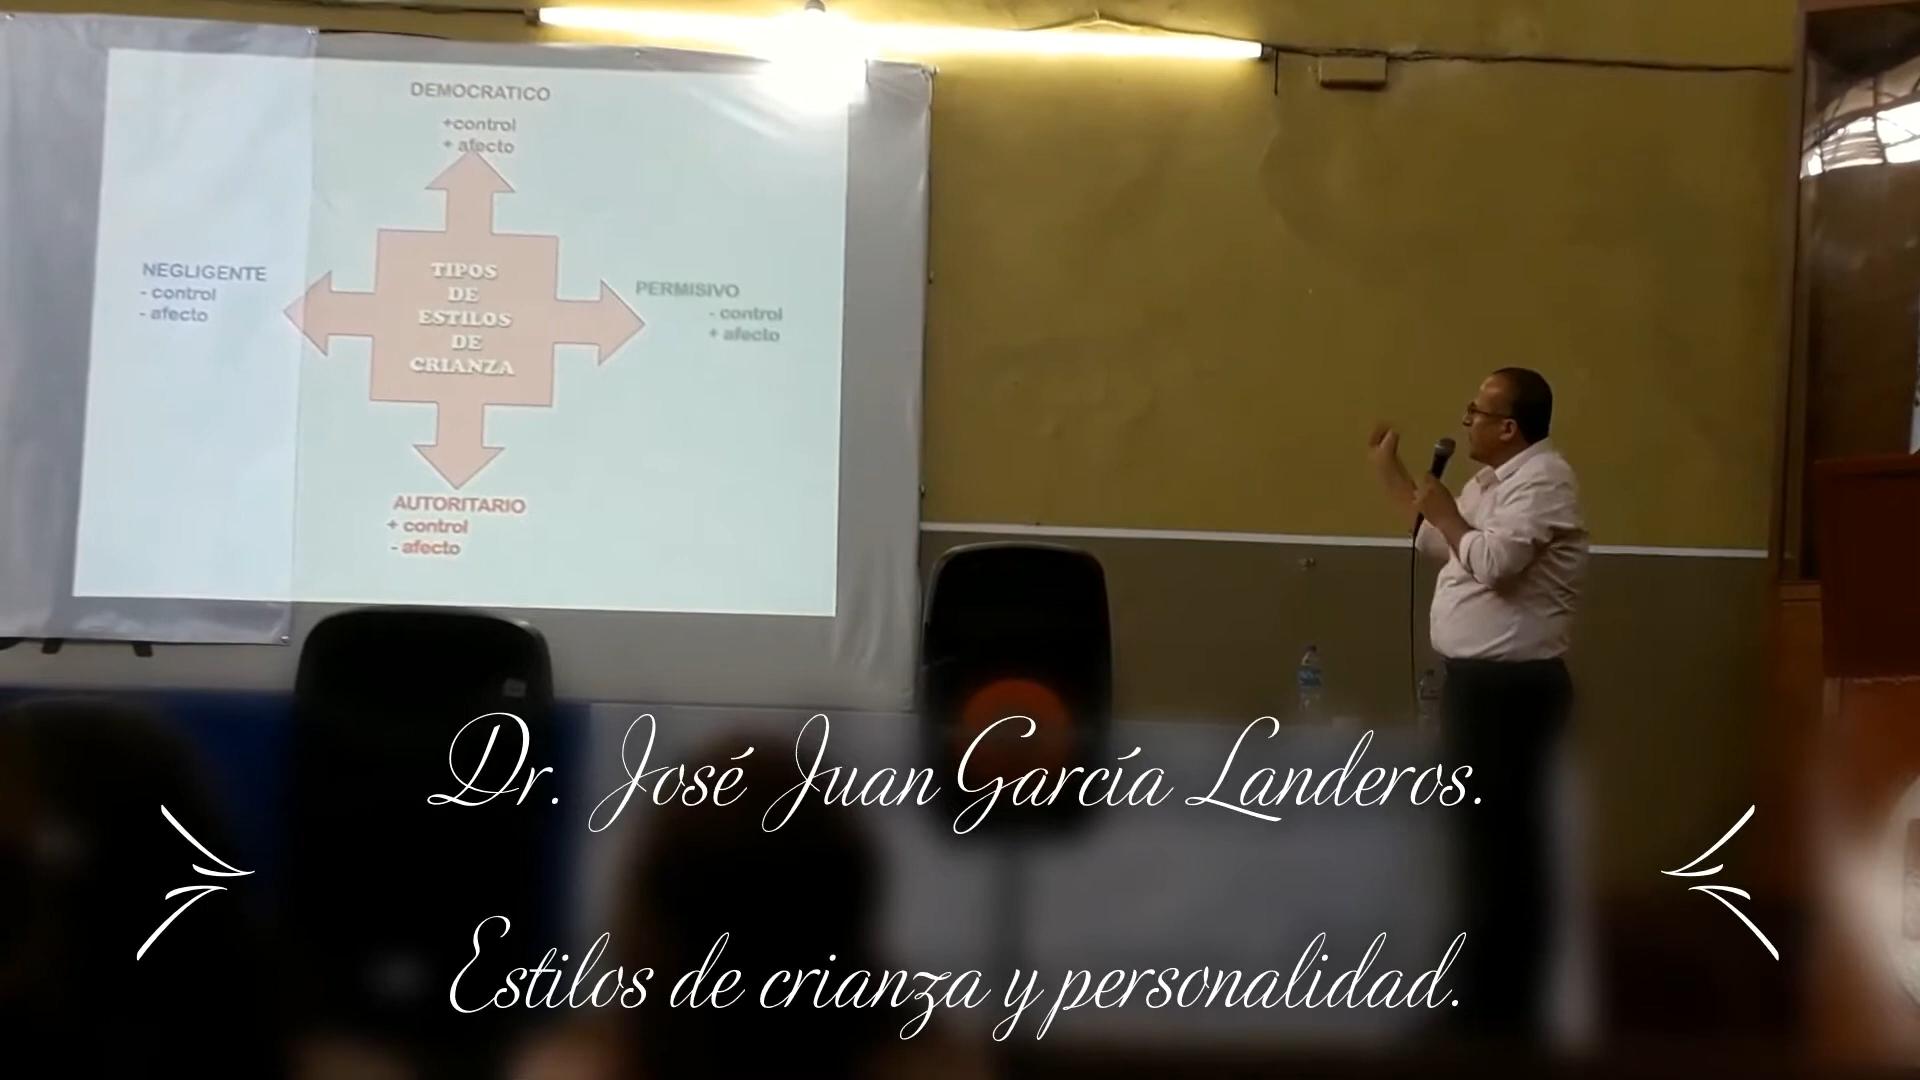 DEMOCRATICO
+control
+ afecto
NEGLIGENTE
- control
- afecto
TIPOS
DE
ESTILOS
DE
CRIANZA
PERMISIVO
- control
+ afecto
AUTORITARIO
+ control
- afecto
Dr. José Juan García Landeros.
Estilos de crianza y personalidad.